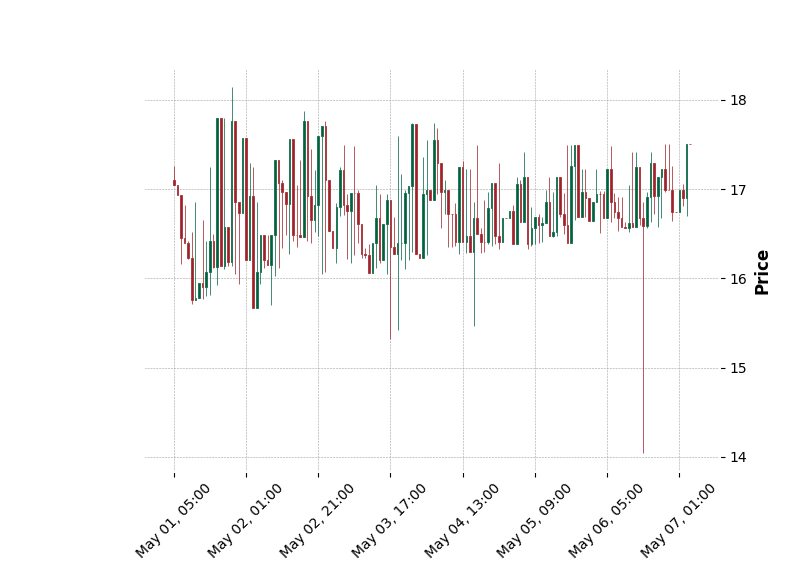 18
17
16
15
14
Price
May 01, 05:00
May 02, 01:00
May 02, 21:00
May 03, 17:00
May 04, 13:00
May 05, 09:00
May 06, 05:00
May 07, 01:00